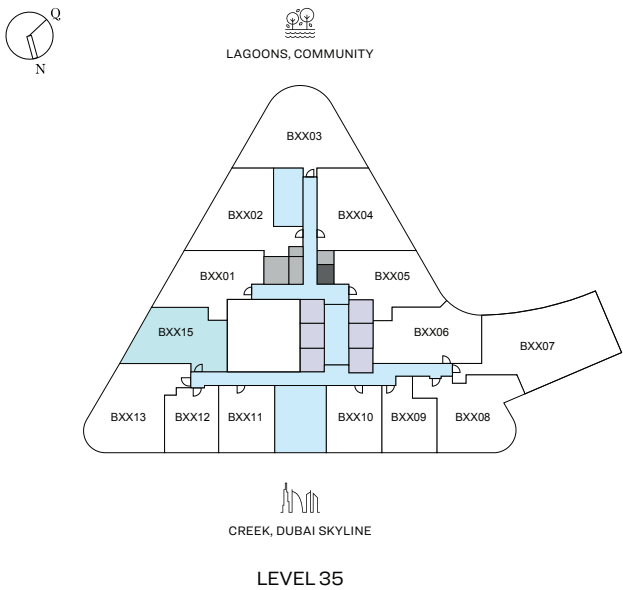 Q
N
LAGOONS, COMMUNITY
BXX03
BXX02
BXX04
BXX01
BXX05
BXX15
BXX06
BXX07
BXX13
BXX12
BXX11
BXX10
BXX09
BXX08
CREEK, DUBAI SKYLINE
LEVEL 35